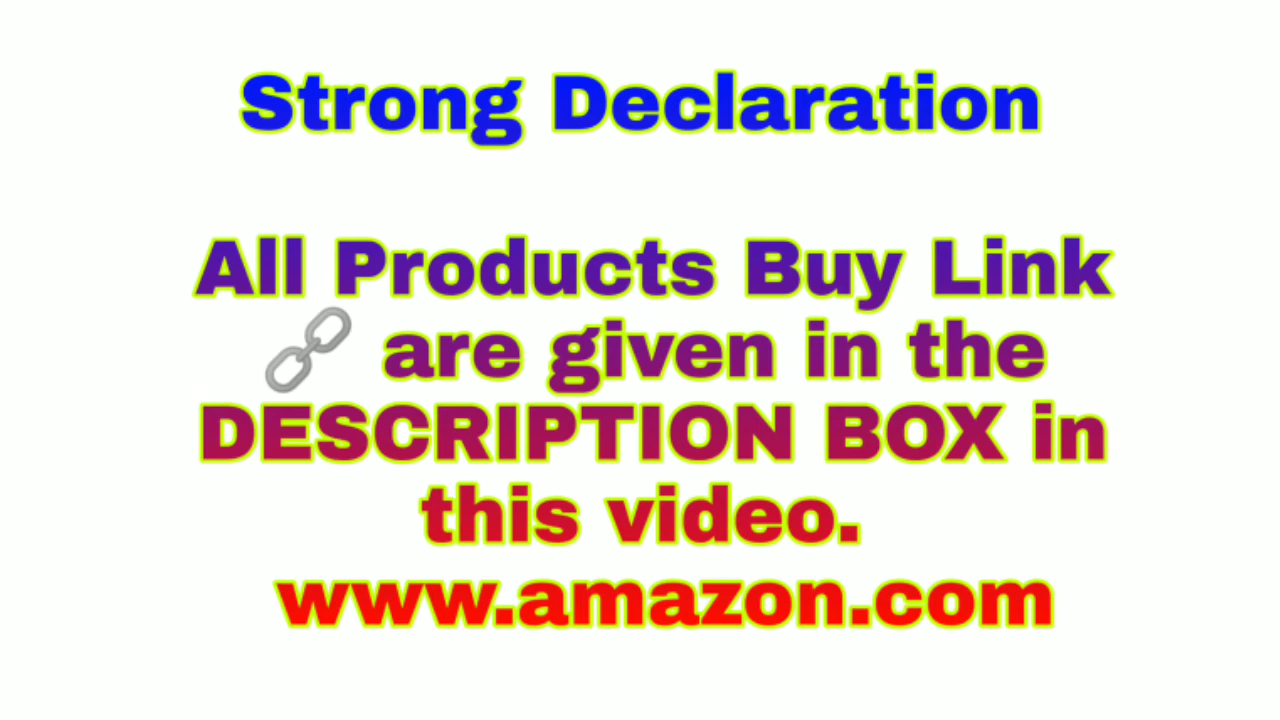 Strong Declaration
All Products Buy Link
🔗 are given in the
DESCRIPTION BOX in
this video.
www.amazon.com